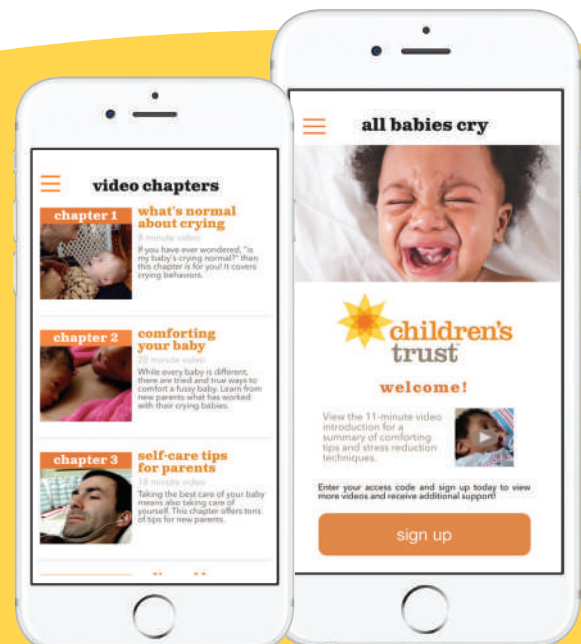 video chapters
chapter 1
what's normal
about crying
8 minute video
If you have ever wondered, "is
my baby's crying normal?" then
this chapter is for you! It covers
crying behaviors.
chapter 2
comforting
your baby
20 minute video
While every baby is different,
there are tried and true ways to
comfort a fussy baby. Learn from
new parents what has worked
with their crying babies.
chapter 3
self-care tips
for parents
18 minute video
Taking the best care of your baby
means also taking care of
yourself. This chapter offers tons
of tips for new parents.
all babies cry
children's
trust
welcome!
View the 11-minute video
introduction for a
summary of comforting
tips and stress reduction
techniques.
Enter your access code and sign up today to view
more videos and receive additional support!
sign up